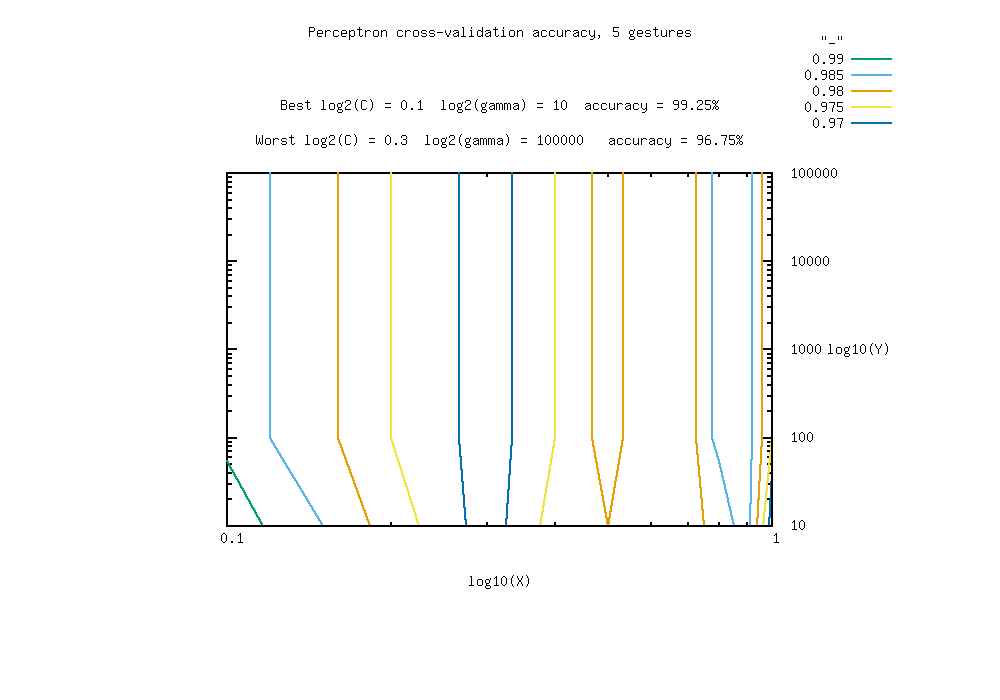 Perceptron cross-validation accuracy, 5 gestures
"_"
0.99
0.985
0.98
0.975
0.97
Best log2(C) = 0.1  log2(gamma) = 10  accuracy = 99.25%
Worst log2(C) = 0.3  log2(gamma) = 100000   accuracy = 96.75%
100000
10000
1000 log10(Y)
100
10
0.1 1
log10(X)